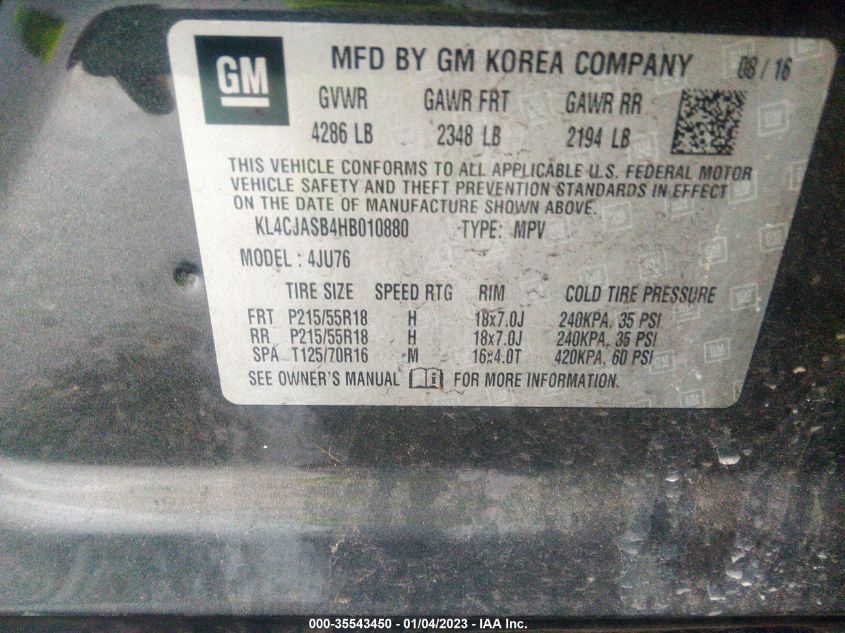 GM MFD BY GM KOREA COMPANY 08/16
GVWR GAWR FRT GAWR RR
4286 LB 2348 LB 2194 LB
THIS VEHICLE CONFORMS TO ALL APPLICABLE U.S. FEDERAL MOTOR
VEHICLE SAFETY AND THEFT PREVENTION STANDARDS IN EFFECT
ON THE DATE OF MANUFACTURE SHOWN ABOVE.
KL4CJASB4HB010880 TYPE: MPV
MODEL : 4JU76
TIRE SIZE SPEED RTG RIM COLD TIRE PRESSURE
FRT P215/55R18 H 18x7.0J 240KPA, 35 PSI
RR P215/55R18 H 18x7.0J 240KPA, 35 PSI
SPA T125/70R16 M 16x4.0T 420KPA, 60 PSI
SEE OWNER'S MANUAL FOR MORE INFORMATION.
000-35543450 - 01/04/2023 - IAA Inc.